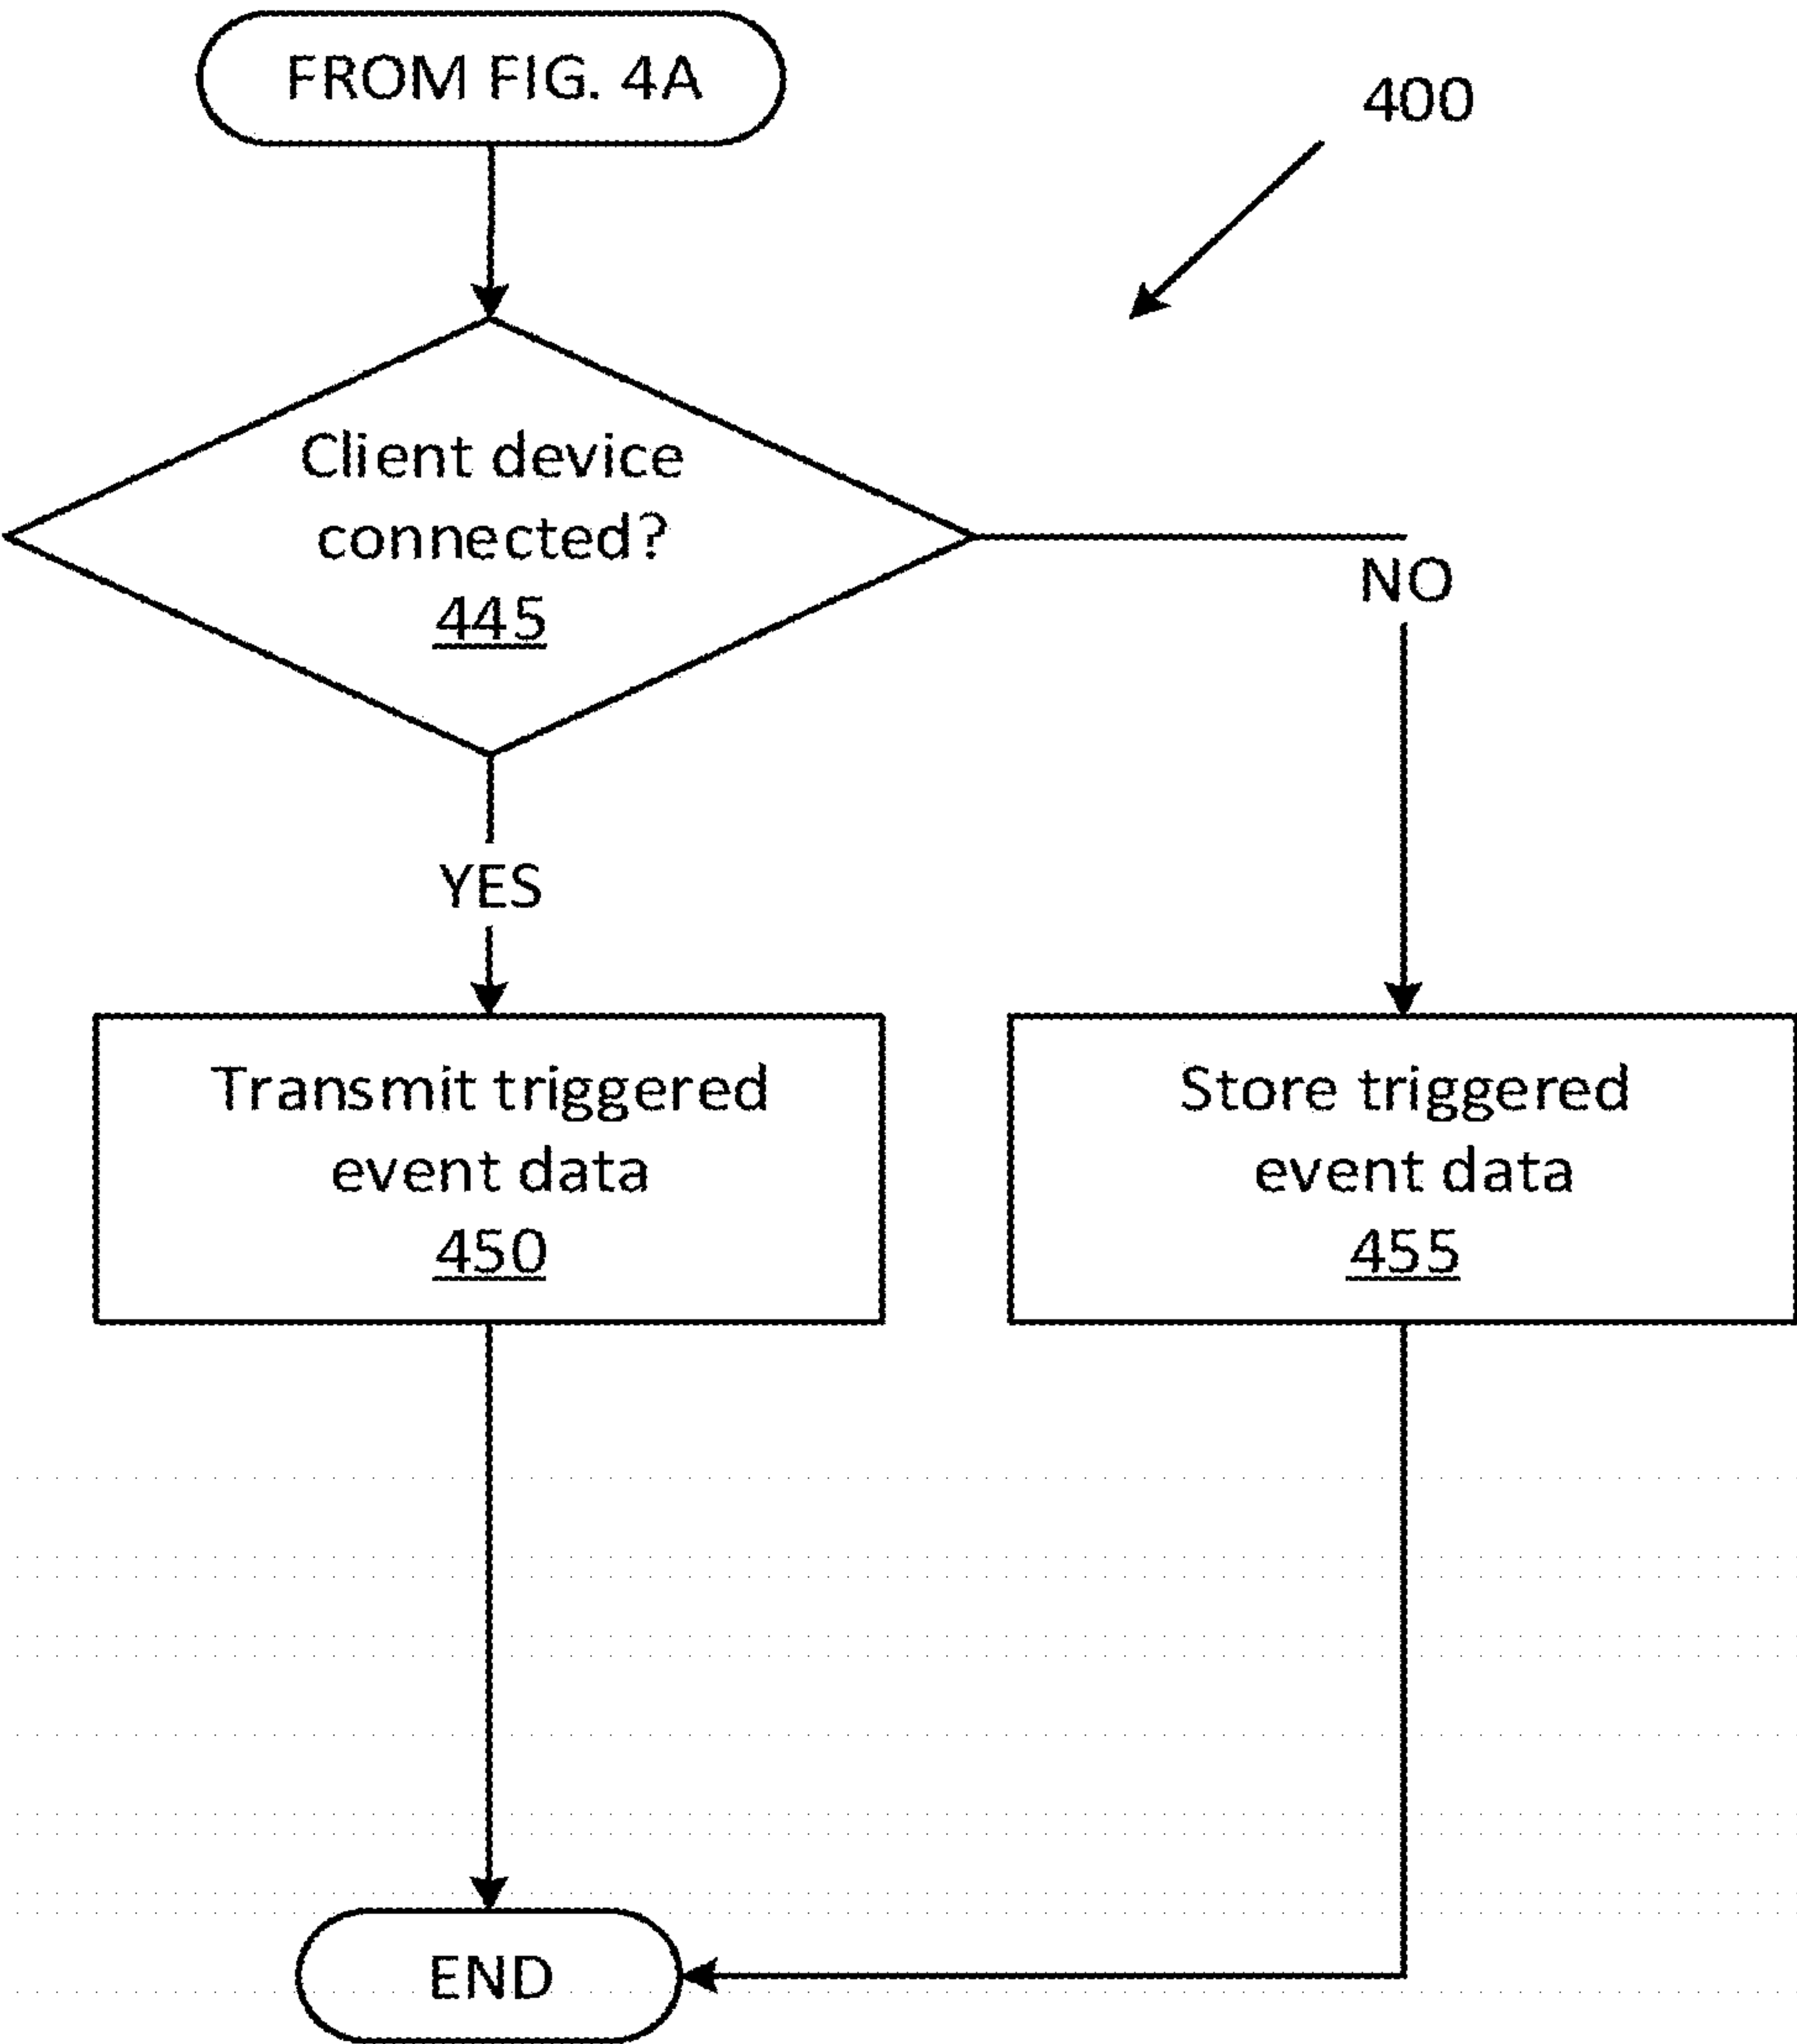 FROM FIG. 4A
400
Client device
connected?
445
NO
YES
Transmit triggered
event data
450
Store triggered
event data
455
END